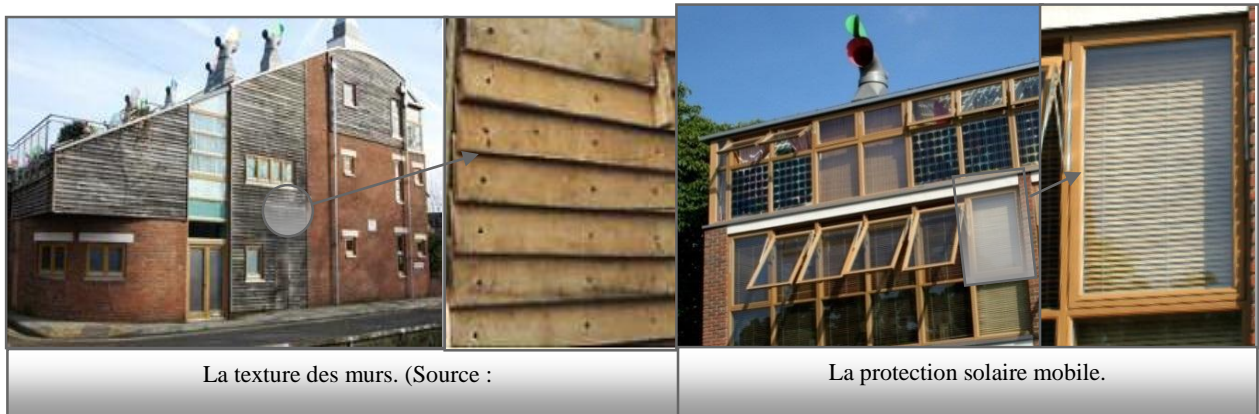 La texture des murs. (Source :
La protection solaire mobile.